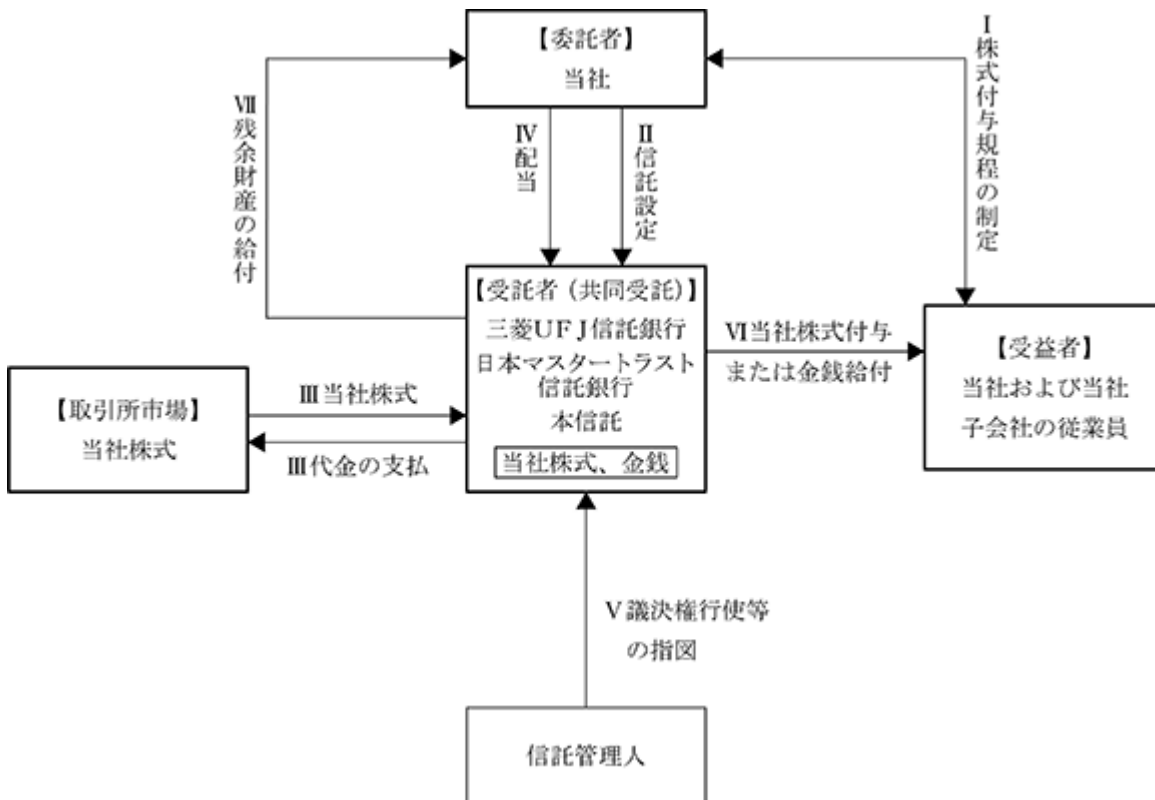 【委託者】
当社
Ⅰ株式付与規程の制定
Ⅶ残余財産の給付
Ⅳ配当
Ⅱ信託設定
【受託者(共同受託)】
三菱UFJ信託銀行
日本マスタートラスト
信託銀行
本信託
当社株式、金銭
Ⅵ当社株式付与
または金銭給付
【受益者】
当社および当社
子会社の従業員
【取引所市場】
当社株式
Ⅲ当社株式
Ⅲ代金の支払
Ⅴ議決権行使等
の指図
信託管理人